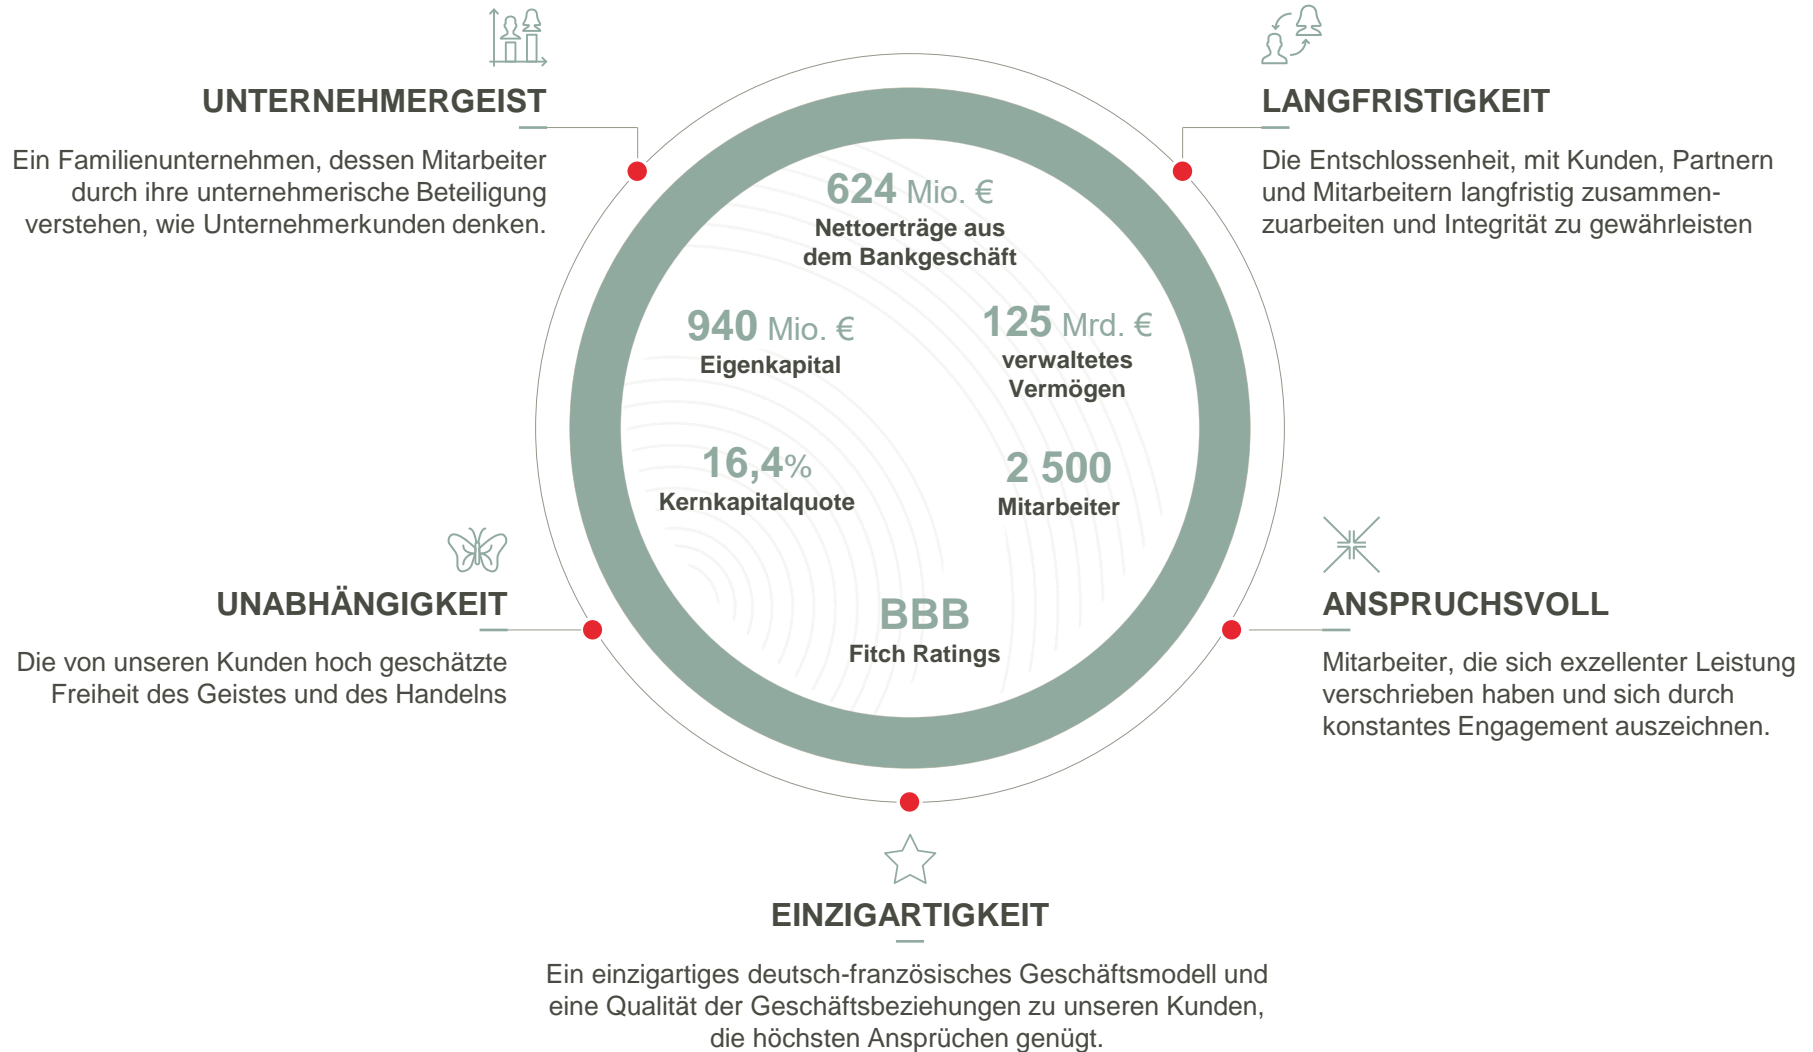 UNTERNEHMERGEIST
Ein Familienunternehmen, dessen Mitarbeiter
durch ihre unternehmerische Beteiligung
verstehen, wie Unternehmerkunden denken.
LANGFRISTIGKEIT
Die Entschlossenheit, mit Kunden, Partnern
und Mitarbeitern langfristig zusammen-
zuarbeiten und Integrität zu gewährleisten
624 Mio. €
Nettoerträge aus
dem Bankgeschäft
940 Mio. €
Eigenkapital
125 Mrd. €
verwaltetes
Vermögen
16,4%
Kernkapitalquote
2 500
Mitarbeiter
BBB
Fitch Ratings
UNABHÄNGIGKEIT
Die von unseren Kunden hoch geschätzte
Freiheit des Geistes und des Handelns
ANSPRUCHSVOLL
Mitarbeiter, die sich exzellenter Leistung
verschrieben haben und sich durch
konstantes Engagement auszeichnen.
EINZIGARTIGKEIT
Ein einzigartiges deutsch-französisches Geschäftsmodell und
eine Qualität der Geschäftsbeziehungen zu unseren Kunden,
die höchsten Ansprüchen genügt.